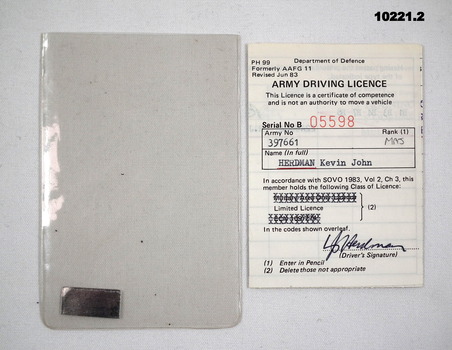 10221.2
PH 99 Department of Defence
Formerly AAFG 11
Revised Jun 83
ARMY DRIVING LICENCE
This Licence is a certificate of competence
and is not an authority to move a vehicle
Serial No B 05598
Army No Rank (1)
397661 MAJ
Name (In full)
HERDMAN Kevin John
In accordance with SOVO 1983, Vol 2, Ch 3, this
member holds the following Class of Licence:
Limited Licence (2)
In the codes shown overleaf.
(Driver's Signature)
(1) Enter in Pencil
(2) Delete those not appropriate